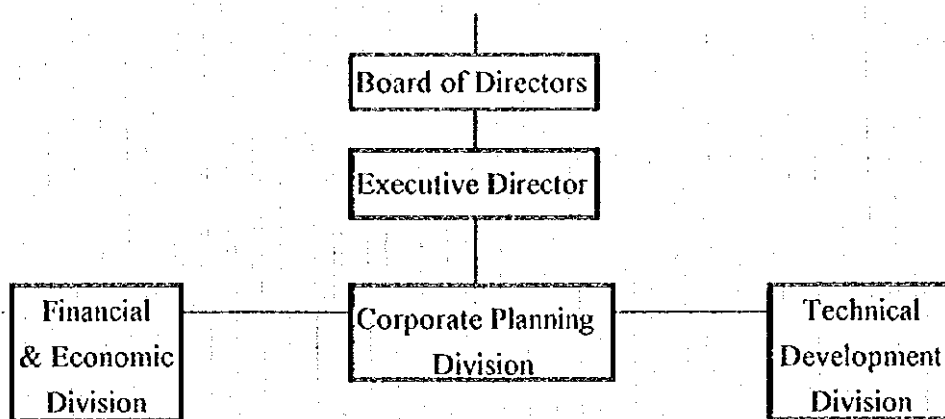 Board of Directors
Executive Director
Financial
& Economic
Division
Corporate Planning
Division
Technical
Development
Division